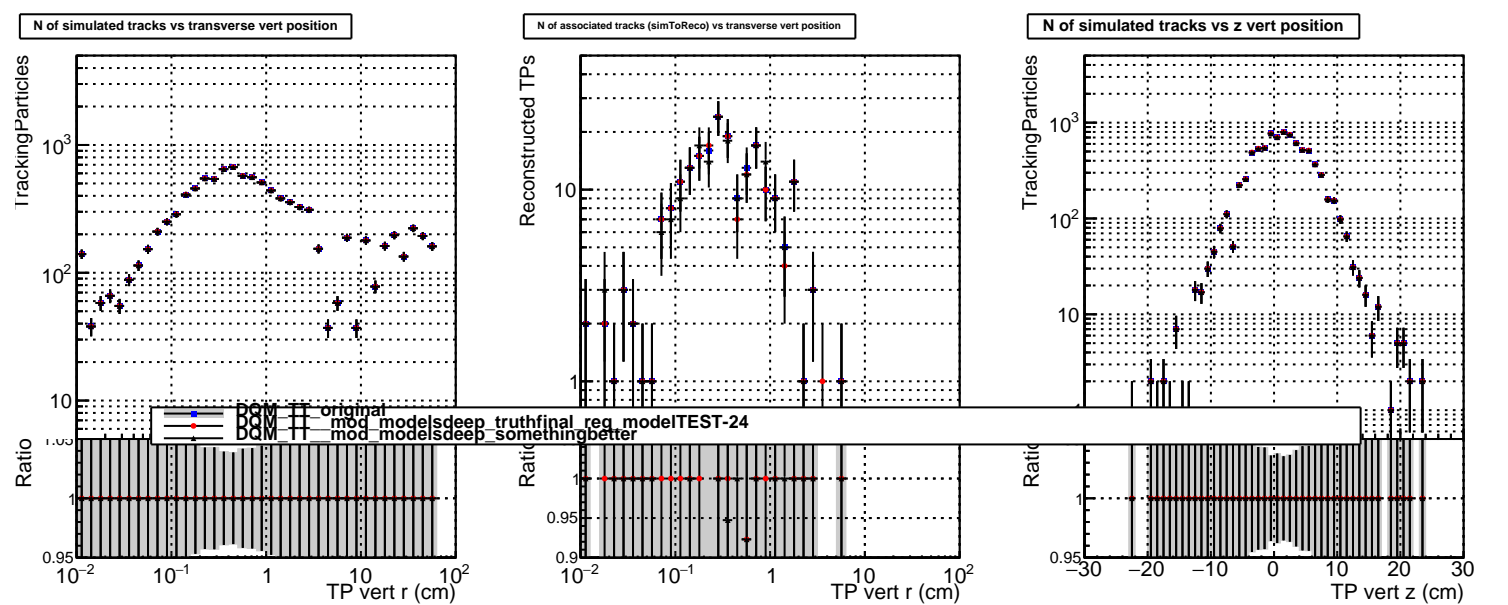 N of simulated tracks vs transverse vert position
TrackingParticles
10³
10²
10
Ratio
1.05
1
0.95
10⁻² 10⁻¹ 1 10 10²
TP vert r (cm)
N of associated tracks (simToReco) vs transverse vert position
Reconstructed TPs
10
1
Ratio
1
0.95
0.9
10⁻² 10⁻¹ 1 10 10²
TP vert r (cm)
N of simulated tracks vs z vert position
TrackingParticles
10³
10²
10
1
Ratio
1
0.95
−30 −20 −10 0 10 20 30
TP vert z (cm)
DQM_TT_original
DQM_TT__mod_modelsdeep_truthfinal_reg_modelTEST-24
DQM_TT__mod_modelsdeep_somethingbetter